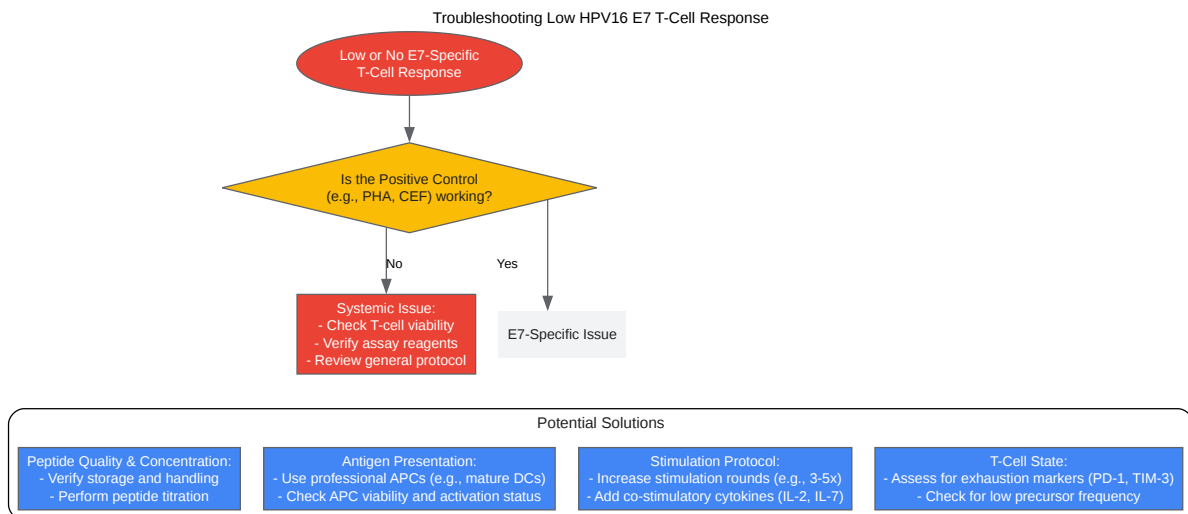 Troubleshooting Low HPV16 E7 T-Cell Response
Low or No E7-Specific
T-Cell Response
Is the Positive Control
(e.g., PHA, CEF) working?
No
Yes
Systemic Issue:
- Check T-cell viability
- Verify assay reagents
- Review general protocol
E7-Specific Issue
Potential Solutions
Peptide Quality & Concentration:
- Verify storage and handling
- Perform peptide titration
Antigen Presentation:
- Use professional APCs (e.g., mature DCs)
- Check APC viability and activation status
Stimulation Protocol:
- Increase stimulation rounds (e.g., 3-5x)
- Add co-stimulatory cytokines (IL-2, IL-7)
T-Cell State:
- Assess for exhaustion markers (PD-1, TIM-3)
- Check for low precursor frequency